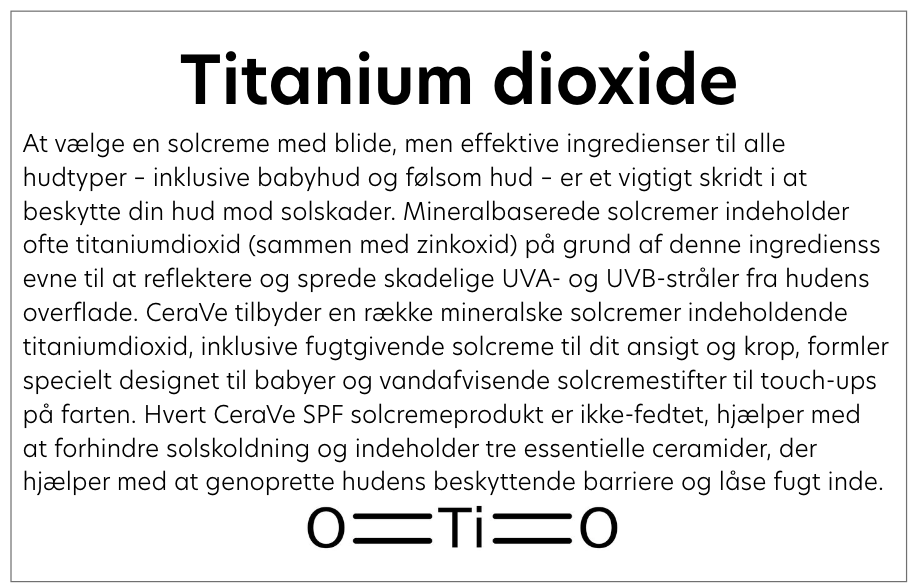 Titanium dioxide
At vælge en solcreme med blide, men effektive ingredienser til alle
hudtyper – inklusive babyhud og følsom hud – er et vigtigt skridt i at
beskytte din hud mod solskader. Mineralbaserede solcremer indeholder
ofte titaniumdioxid (sammen med zinkoxid) på grund af denne ingrediens​s
evne til at reflektere og sprede skadelige UVA- og UVB-stråler fra hudens
overflade. CeraVe tilbyder en række mineralske solcremer indeholdende
titaniumdioxid, inklusive fugtgivende solcreme til dit ansigt og krop, formler
specielt designet til babyer og vandafvisende solcremestifter til touch-ups
på farten. Hvert CeraVe SPF solcremeprodukt er ikke-fedtet, hjælper med
at forhindre solskoldning og indeholder tre essentielle ceramider, der
hjælper med at genoprette hudens beskyttende barriere og låse fugt inde.
O=Ti=O